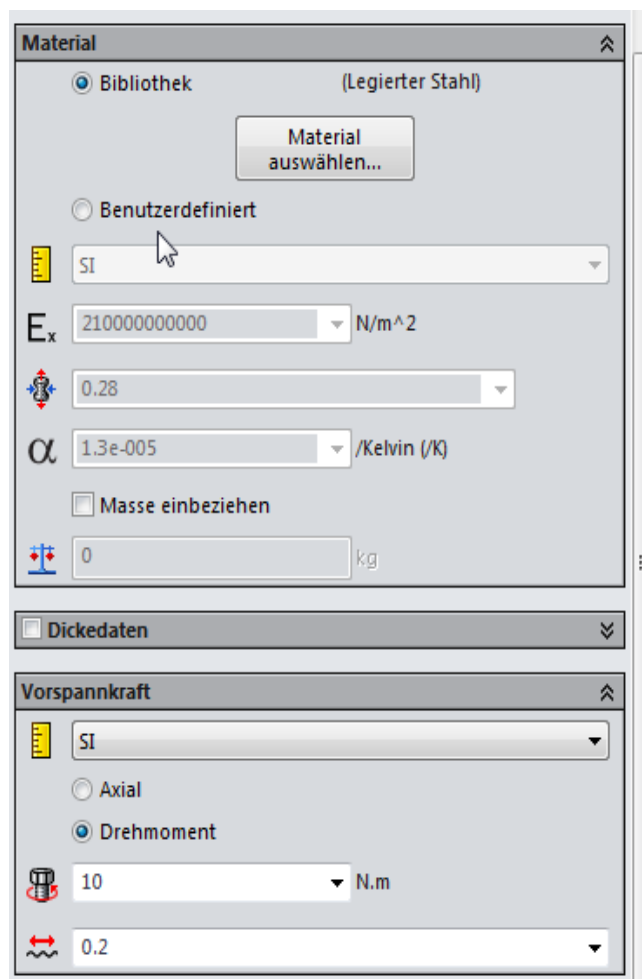 Material
Bibliothek (Legierter Stahl)
Material
auswählen...
Benutzerdefiniert
SI
Ex 210000000000 N/m^2
0.28
α 1.3e-005 /Kelvin (/K)
Masse einbeziehen
0 kg
Dickedaten
Vorspannkraft
SI
Axial
Drehmoment
10 N.m
0.2